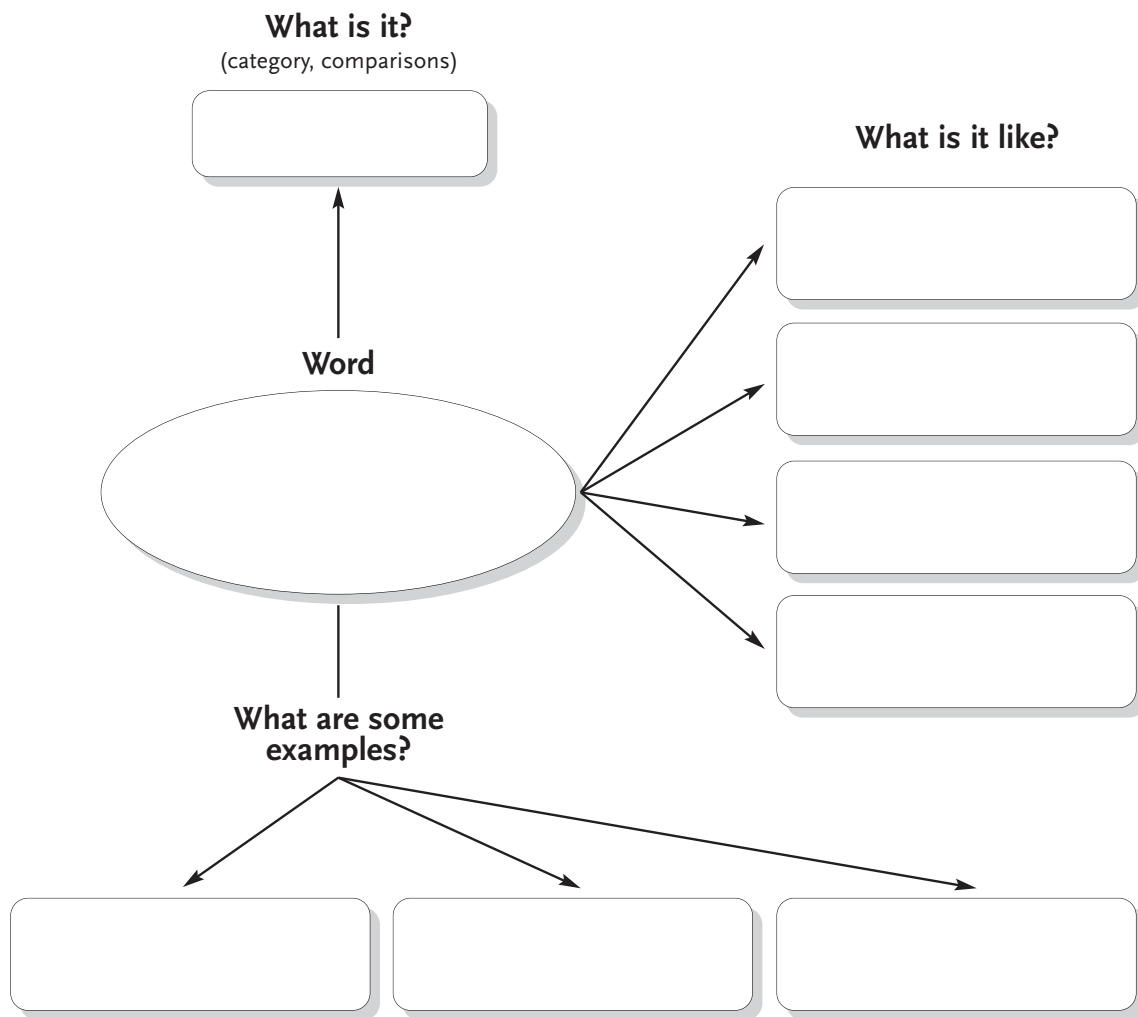 What is it?
(category, comparisons)
What is it like?
Word
What are some
examples?